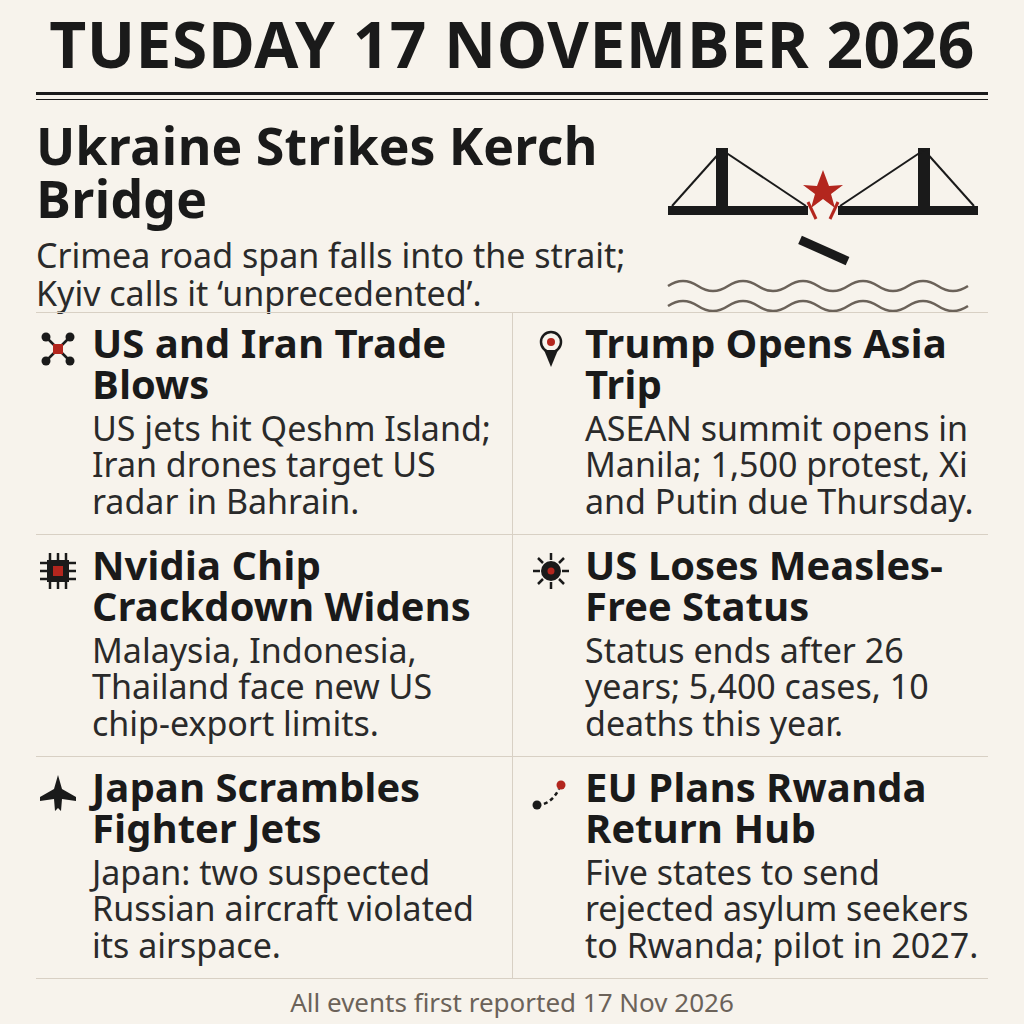 TUESDAY 17 NOVEMBER 2026
Ukraine Strikes Kerch
Bridge
Crimea road span falls into the strait;
Kyiv calls it ‘unprecedented’.
US and Iran Trade
Blows
US jets hit Qeshm Island;
Iran drones target US
radar in Bahrain.
Trump Opens Asia
Trip
ASEAN summit opens in
Manila; 1,500 protest, Xi
and Putin due Thursday.
Nvidia Chip
Crackdown Widens
Malaysia, Indonesia,
Thailand face new US
chip-export limits.
US Loses Measles-
Free Status
Status ends after 26
years; 5,400 cases, 10
deaths this year.
Japan Scrambles
Fighter Jets
Japan: two suspected
Russian aircraft violated
its airspace.
EU Plans Rwanda
Return Hub
Five states to send
rejected asylum seekers
to Rwanda; pilot in 2027.
All events first reported 17 Nov 2026